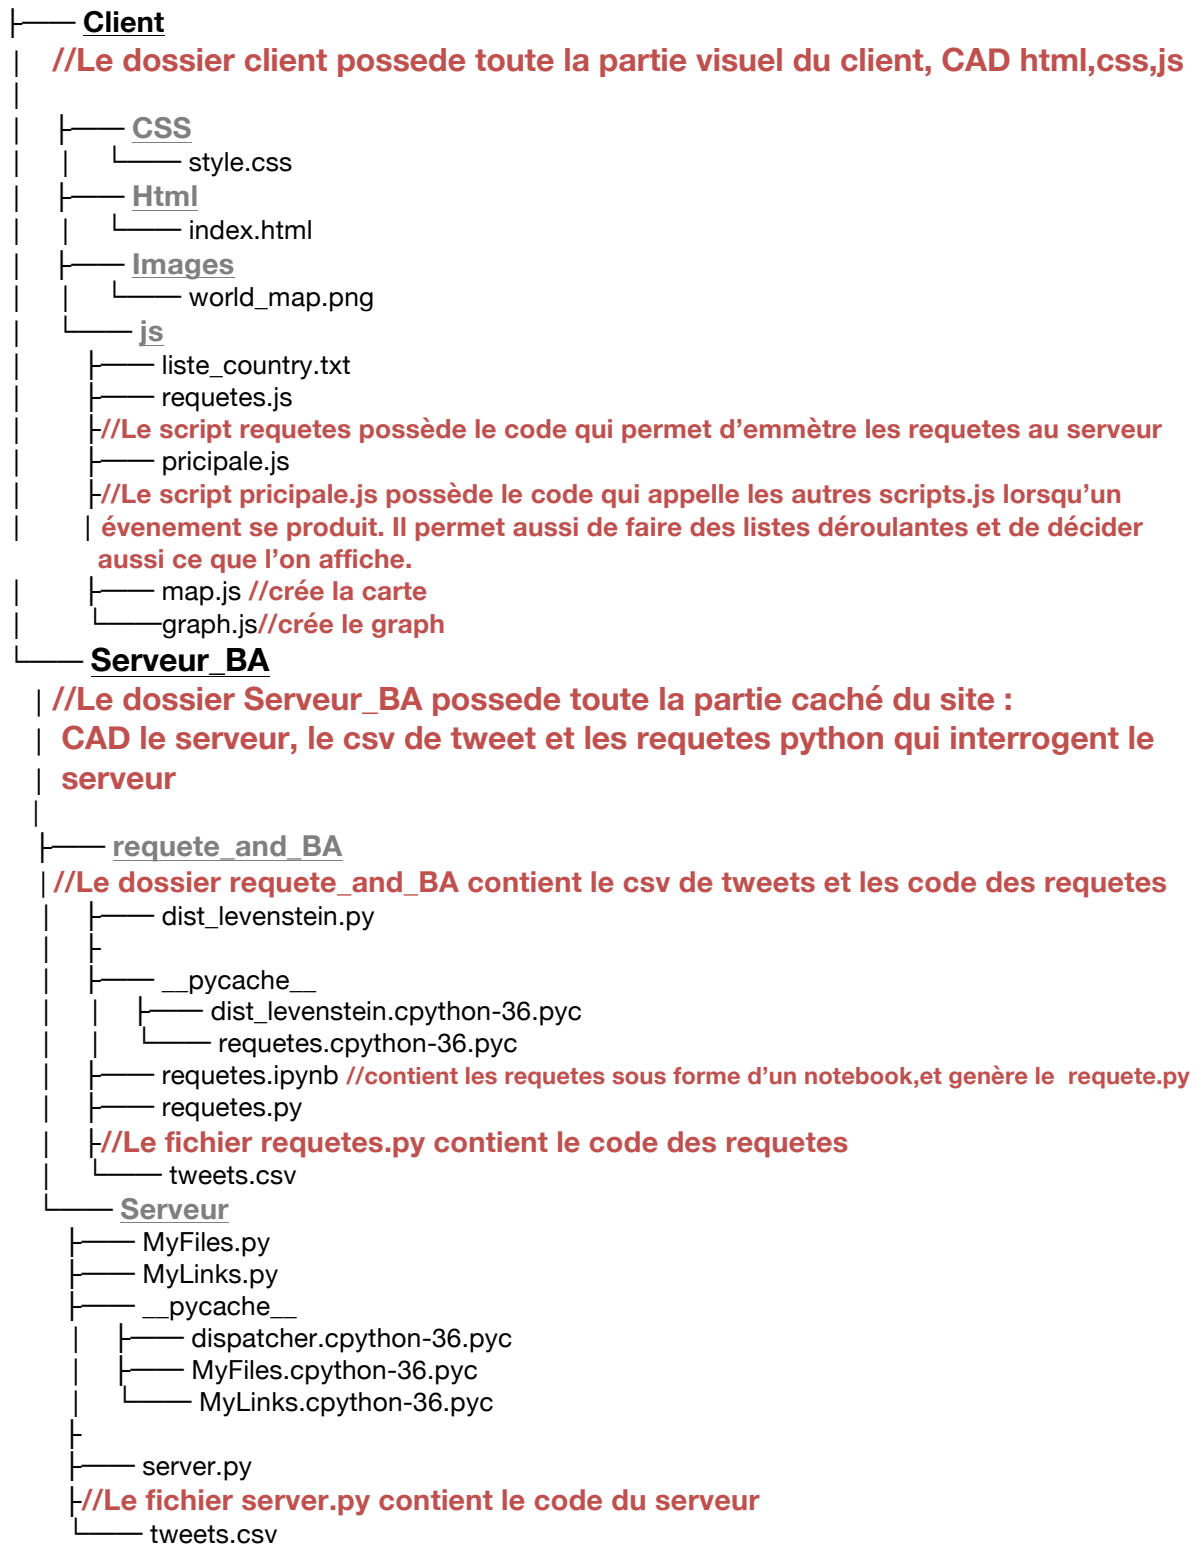 ├── Client
│ //Le dossier client possede toute la partie visuel du client, CAD html,css,js
│
│ ├── CSS
│ │ └── style.css
│ ├── Html
│ │ └── index.html
│ ├── Images
│ │ └── world_map.png
│ └── js
│ ├── liste_country.txt
│ ├── requetes.js
│ ├//Le script requetes possède le code qui permet d’emmètre les requetes au serveur
│ ├── pricipale.js
│ ├//Le script pricipale.js possède le code qui appelle les autres scripts.js lorsqu’un
│ │ évenement se produit. Il permet aussi de faire des listes déroulantes et de décider
aussi ce que l’on affiche.
│ ├── map.js //crée la carte
│ └──graph.js//crée le graph
└── Serveur_BA
│ //Le dossier Serveur_BA possede toute la partie caché du site :
│ CAD le serveur, le csv de tweet et les requetes python qui interrogent le
│ serveur
│
├── requete_and_BA
│ //Le dossier requete_and_BA contient le csv de tweets et les code des requetes
│ ├── dist_levenstein.py
│ ├
│ ├── __pycache__
│ │ ├── dist_levenstein.cpython-36.pyc
│ │ └── requetes.cpython-36.pyc
│ ├── requetes.ipynb //contient les requetes sous forme d’un notebook,et genère le requete.py
│ ├── requetes.py
│ ├//Le fichier requetes.py contient le code des requetes
│ └── tweets.csv
└── Serveur
├── MyFiles.py
├── MyLinks.py
├── __pycache__
│ ├── dispatcher.cpython-36.pyc
│ ├── MyFiles.cpython-36.pyc
│ └── MyLinks.cpython-36.pyc
├
├── server.py
├//Le fichier server.py contient le code du serveur
└── tweets.csv